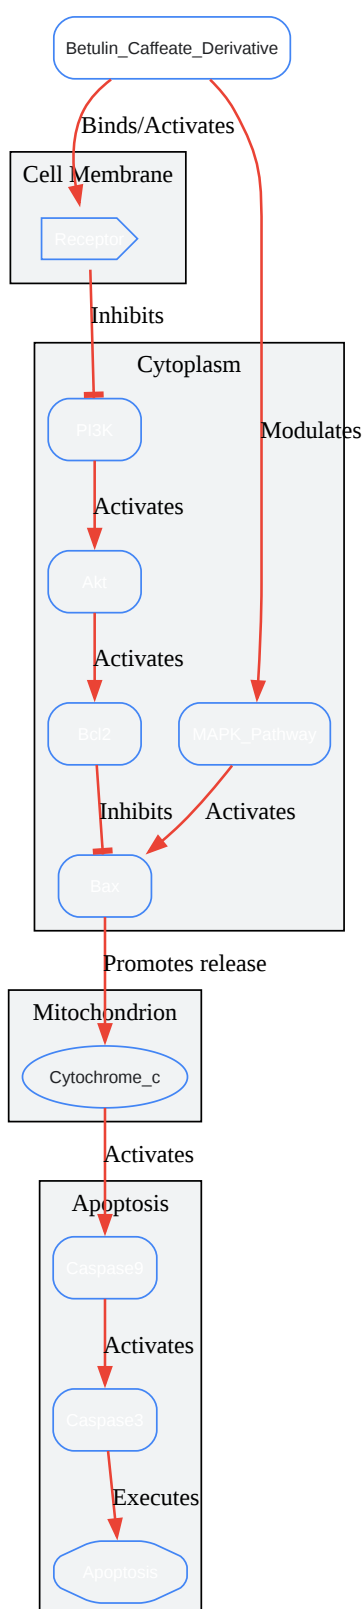 Betulin_Caffeate_Derivative
Binds/Activates
Cell Membrane
Receptor
Inhibits
Cytoplasm
PI3K
Modulates
Activates
Akt
Activates
Bcl2
MAPK_Pathway
Inhibits
Activates
Bax
Promotes release
Mitochondrion
Cytochrome_c
Activates
Apoptosis
Caspase9
Activates
Caspase3
Executes
Apoptosis